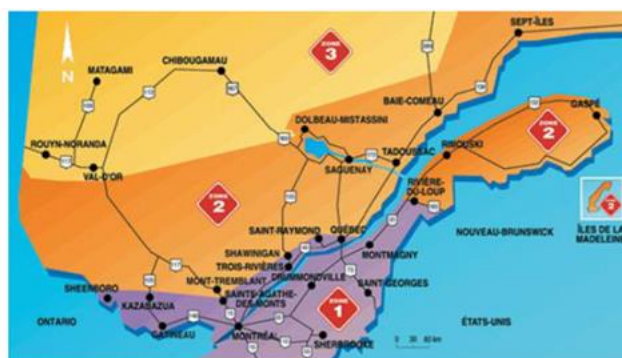 N
ZONE
3
SEPT-ÎLES
CHIBOUGAMAU
MATAGAMI
BAIE-COMEAU
GASPÉ
DOLBEAU-MISTASSINI
ZONE
2
ROUYN-NORANDA
RIMOUSKI
TADOUSSAC
VAL-D'OR
SAGUENAY
RIVIÈRE-
DU-LOUP
ZONE
2
ZONE
2
SAINT-RAYMOND
QUÉBEC
NOUVEAU-BRUNSWICK
ÎLES DE LA
MADELEINE
SHAWINIGAN
MONTMAGNY
TROIS-RIVIÈRES
DRUMMONDVILLE
MONT-TREMBLANT
SAINT-GEORGES
SHEENBORO
SAINTE-AGATHE-
DES-MONTS
KAZABAZUA
ZONE
1
ONTARIO
GATINEAU
MONTRÉAL
SHERBROOKE
ÉTATS-UNIS